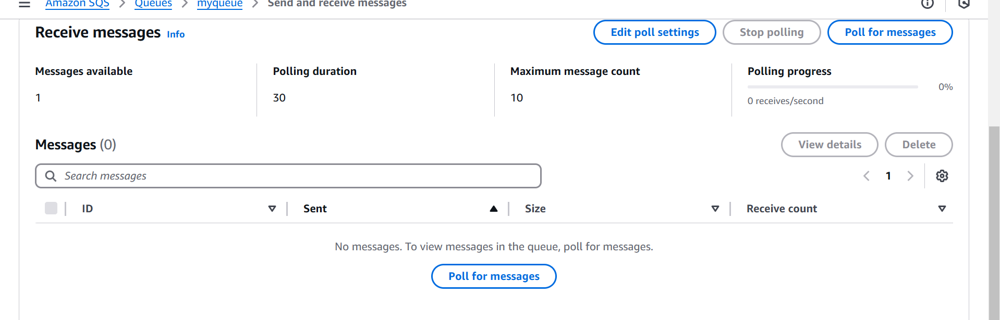 Amazon SQS > Queues > myqueue > Send and receive messages
Receive messages Info
Edit poll settings
Stop polling
Poll for messages
Messages available
1
Polling duration
30
Maximum message count
10
Polling progress
0%
0 receives/second
Messages (0)
View details
Delete
Search messages
1
ID
Sent
Size
Receive count
No messages. To view messages in the queue, poll for messages.
Poll for messages